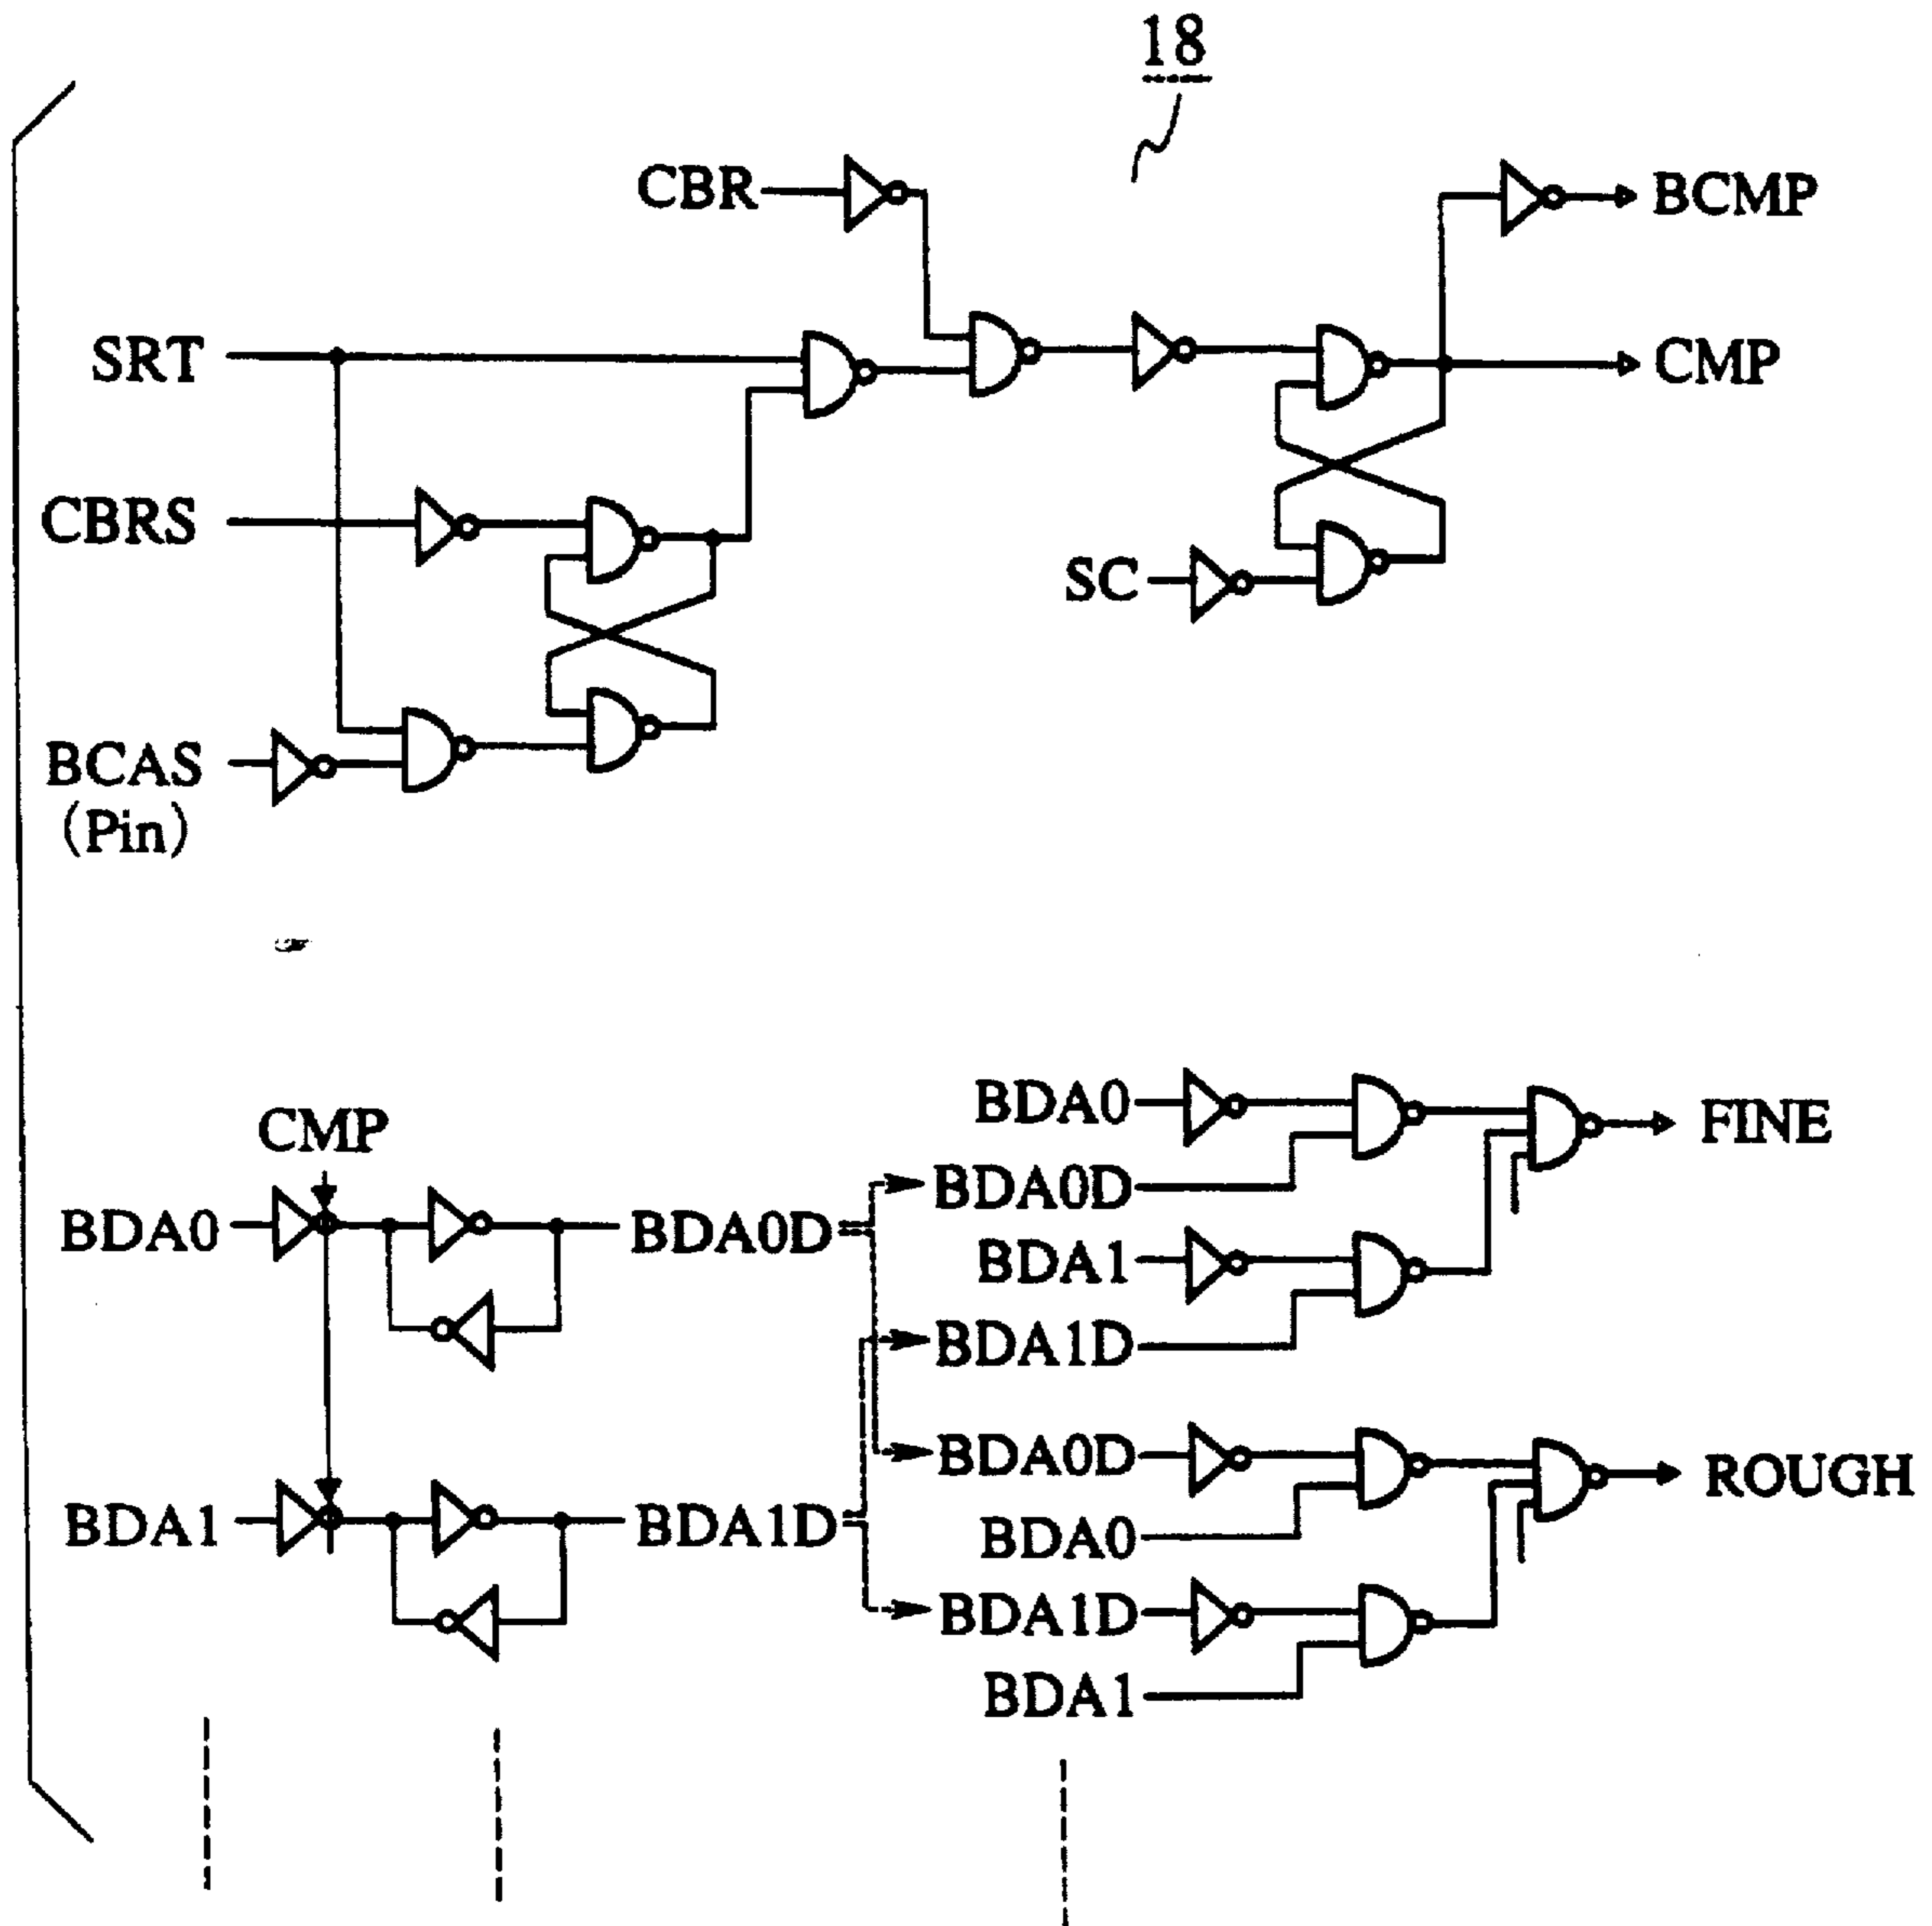 18
CBR
BCMP
SRT
CMP
CBRS
SC
BCAS
(Pin)
BDA0
FINE
CMP
BDA0D
BDA0
BDA0D
BDA1
BDA1D
BDA0D
ROUGH
BDA1
BDA1D
BDA0
BDA1D
BDA1